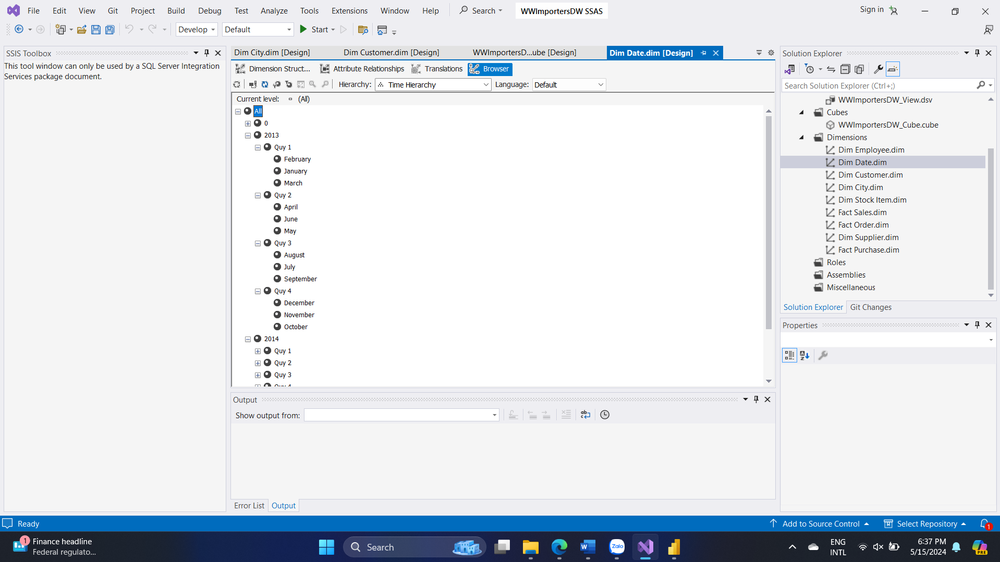 File Edit View Git Project Build Debug Test Analyze Tools Extensions Window Help Search WWImportersDW SSAS Sign in
Develop Default Start
SSIS Toolbox
This tool window can only be used by a SQL Server Integration
Services package document.
Dim City.dim [Design] Dim Customer.dim [Design] WWImportersD...ube [Design] Dim Date.dim [Design]
Dimension Struct... Attribute Relationships Translations Browser
Hierarchy: Time Hierarchy Language: Default
Current level: (All)
All
0
2013
Quy 1
February
January
March
Quy 2
April
June
May
Quy 3
August
July
September
Quy 4
December
November
October
2014
Quy 1
Quy 2
Quy 3
Quy 4
Output
Show output from:
Error List Output
Solution Explorer
Search Solution Explorer (Ctrl+;)
WWImportersDW_View.dsv
Cubes
WWImportersDW_Cube.cube
Dimensions
Dim Employee.dim
Dim Date.dim
Dim Customer.dim
Dim City.dim
Dim Stock Item.dim
Fact Sales.dim
Fact Order.dim
Dim Supplier.dim
Fact Purchase.dim
Roles
Assemblies
Miscellaneous
Solution Explorer Git Changes
Properties
Ready
Add to Source Control Select Repository 1
1 Finance headline
Federal regulato...
Search
Zalo
ENG
INTL
6:37 PM
5/15/2024
PRE